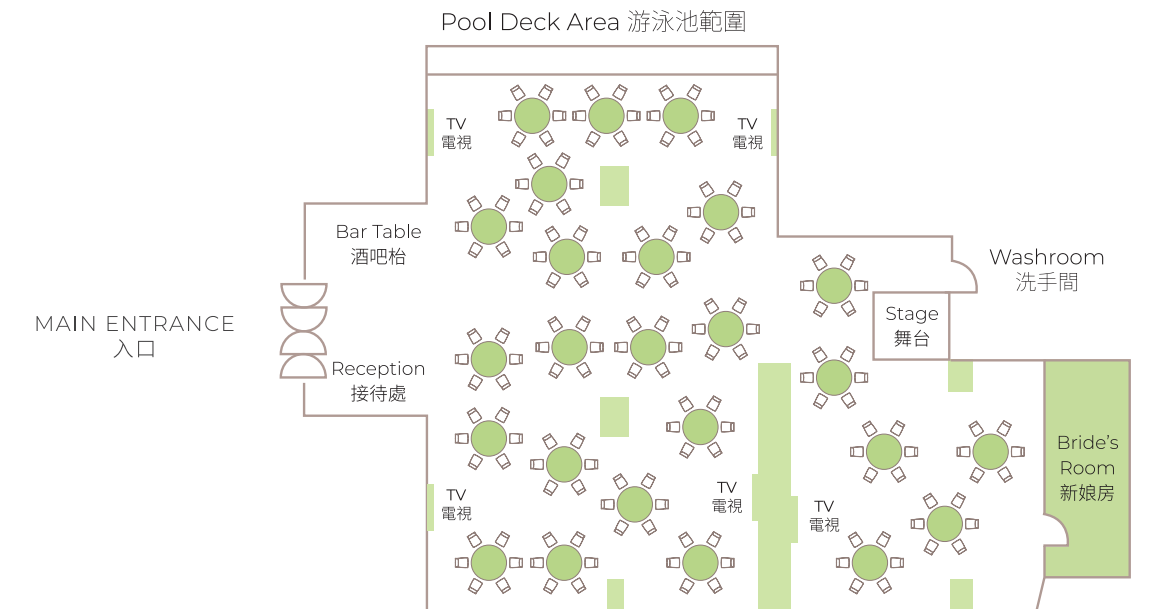 Pool Deck Area 游泳池範圍
TV
電視
TV
電視
Bar Table
酒吧枱
Washroom
洗手間
MAIN ENTRANCE
入口
Stage
舞台
Reception
接待處
Bride's
Room
新娘房
TV
電視
TV
電視
TV
電視